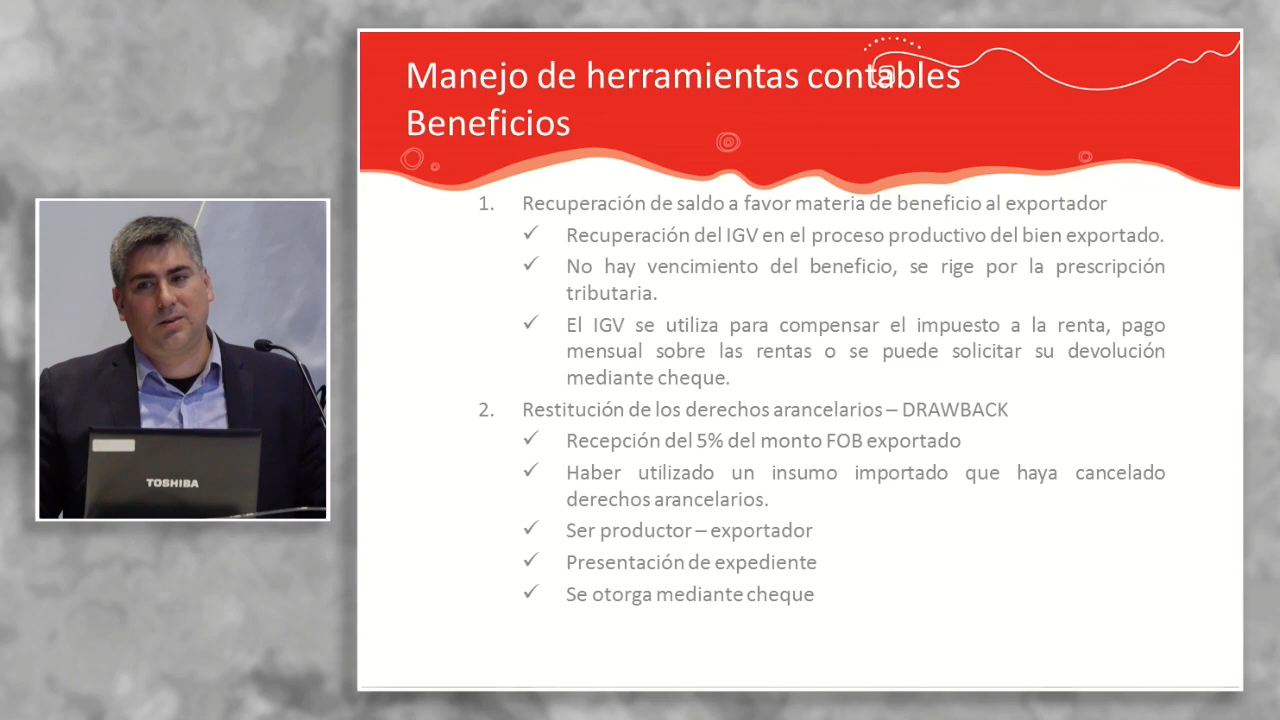 Manejo de herramientas contables
Beneficios
1. Recuperación de saldo a favor materia de beneficio al exportador
✓ Recuperación del IGV en el proceso productivo del bien exportado.
✓ No hay vencimiento del beneficio, se rige por la prescripción
tributaria.
✓ El IGV se utiliza para compensar el impuesto a la renta, pago
mensual sobre las rentas o se puede solicitar su devolución
mediante cheque.
2. Restitución de los derechos arancelarios – DRAWBACK
✓ Recepción del 5% del monto FOB exportado
✓ Haber utilizado un insumo importado que haya cancelado
derechos arancelarios.
✓ Ser productor – exportador
✓ Presentación de expediente
✓ Se otorga mediante cheque
TOSHIBA